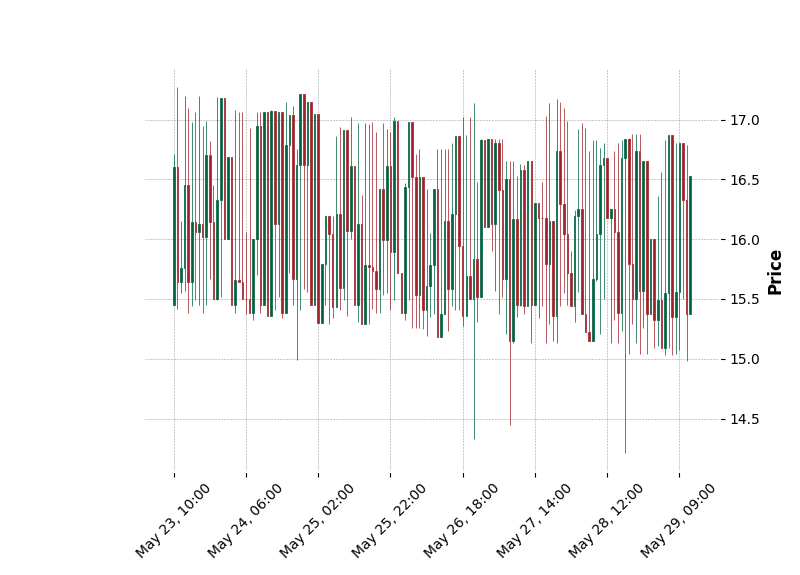 17.0
16.5
16.0
15.5
15.0
14.5
Price
May 23, 10:00
May 24, 06:00
May 25, 02:00
May 25, 22:00
May 26, 18:00
May 27, 14:00
May 28, 12:00
May 29, 09:00